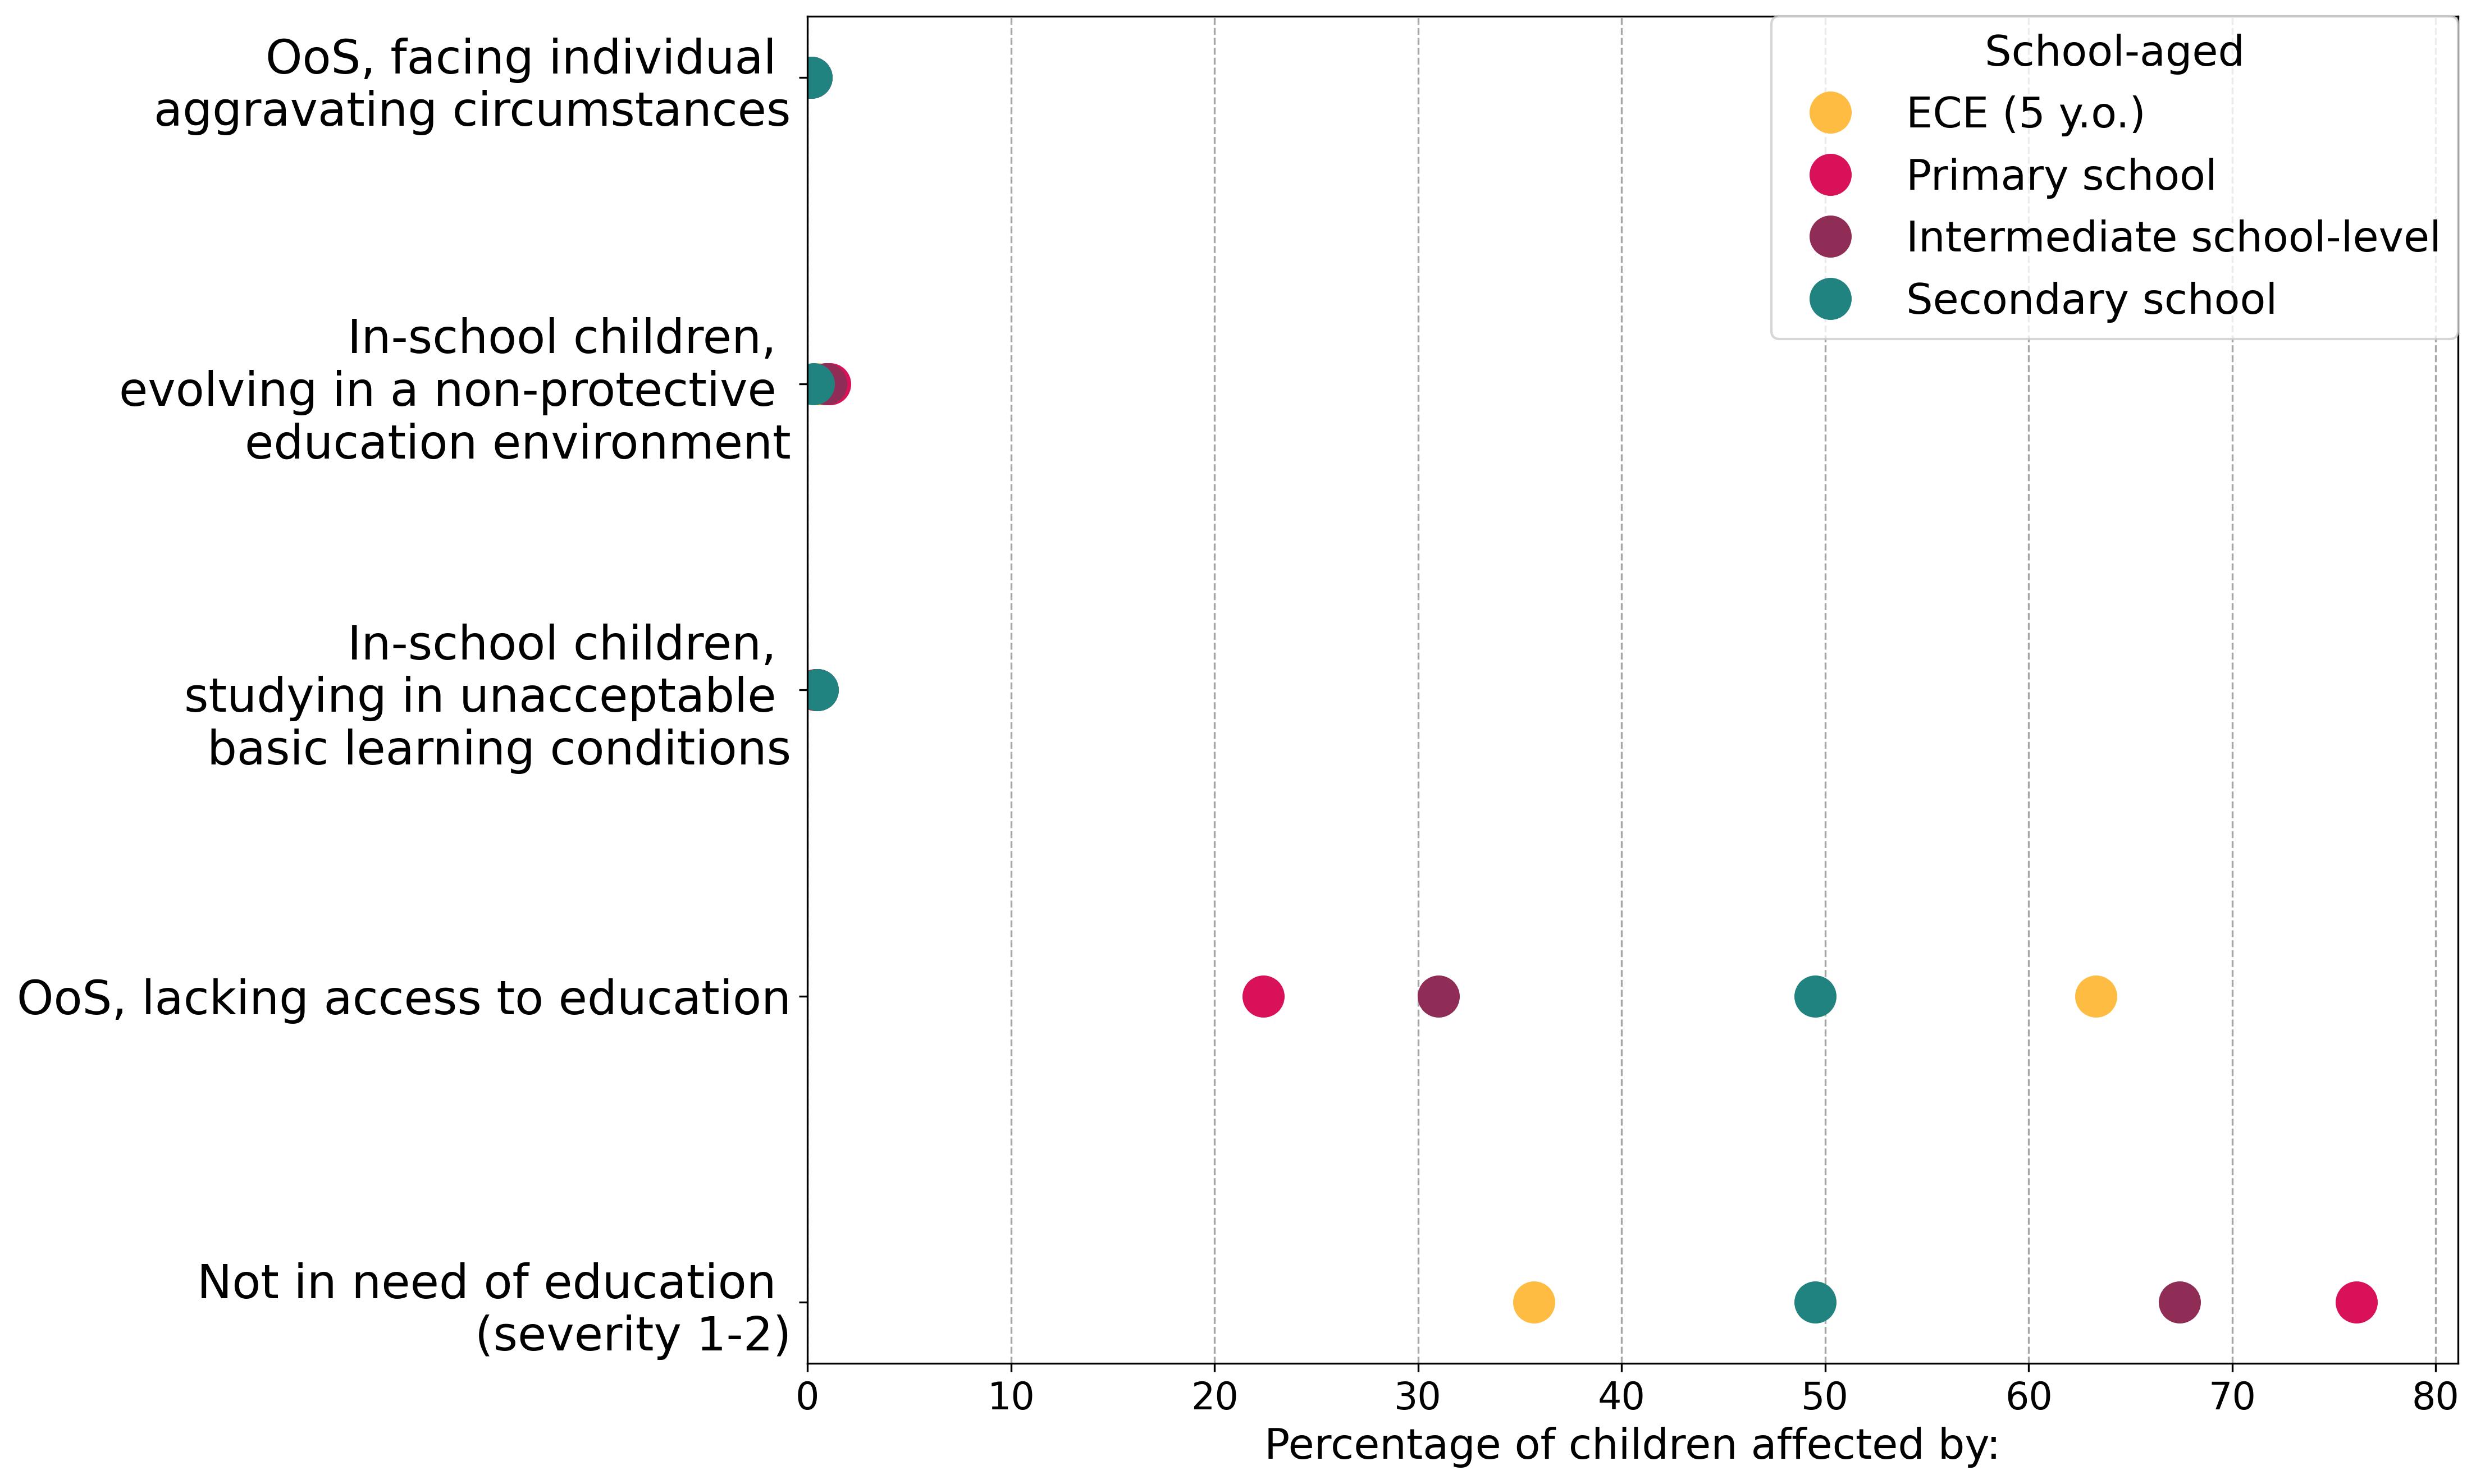 OoS, facing individual
aggravating circumstances
In-school children,
evolving in a non-protective
education environment
In-school children,
studying in unacceptable
basic learning conditions
OoS, lacking access to education
Not in need of education
(severity 1-2)
School-aged
ECE (5 y.o.)
Primary school
Intermediate school-level
Secondary school
0 10 20 30 40 50 60 70 80
Percentage of children affected by: